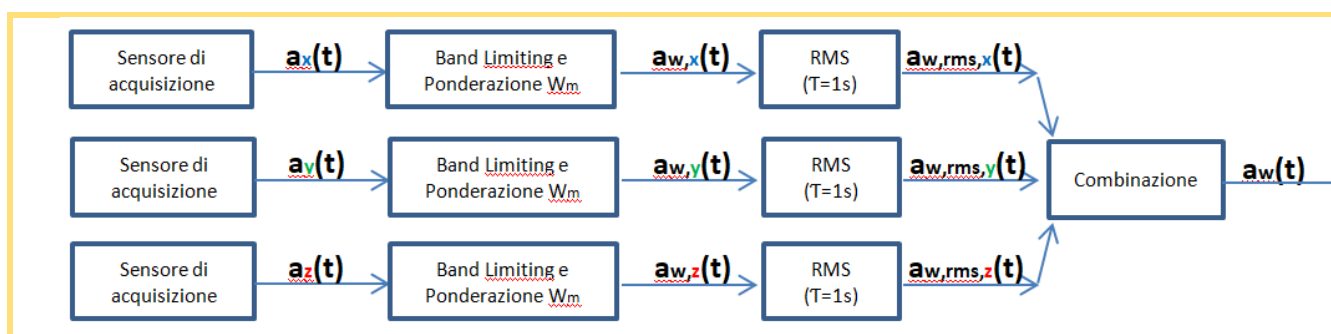 Sensore di
acquisizione
ax(t)
Band Limiting e
Ponderazione Wm
aw,x(t)
RMS
(T=1s)
aw,rms,x(t)
Sensore di
acquisizione
ay(t)
Band Limiting e
Ponderazione Wm
aw,y(t)
RMS
(T=1s)
aw,rms,y(t)
Combinazione
aw(t)
Sensore di
acquisizione
az(t)
Band Limiting e
Ponderazione Wm
aw,z(t)
RMS
(T=1s)
aw,rms,z(t)